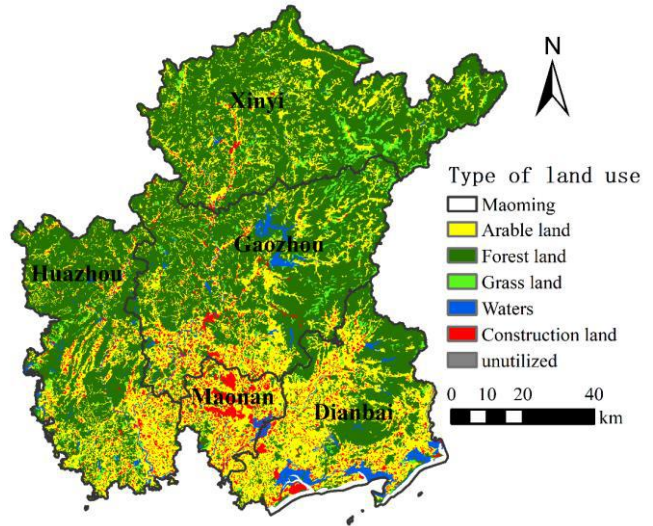 N
Xinyi
Gaozhou
Huazhou
Maonan
Dianbai
Type of land use
Maoming
Arable land
Forest land
Grass land
Waters
Construction land
unutilized
0 20 40
km